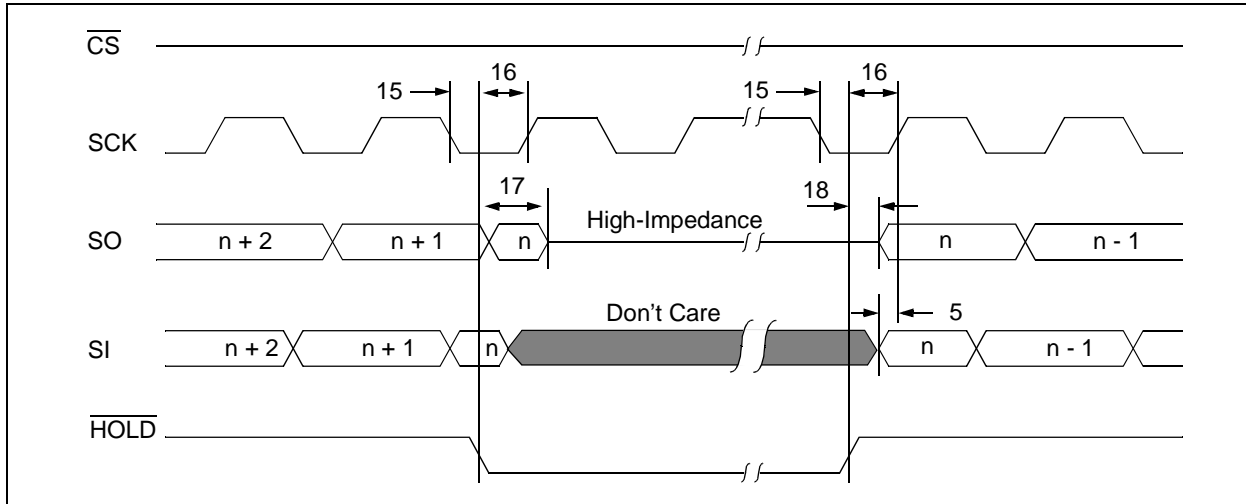 CS
16
16
15
15
SCK
17
18
High-Impedance
SO
n + 2
n + 1
n
n
n - 1
Don't Care
5
SI
n + 2
n + 1
n
n
n - 1
HOLD